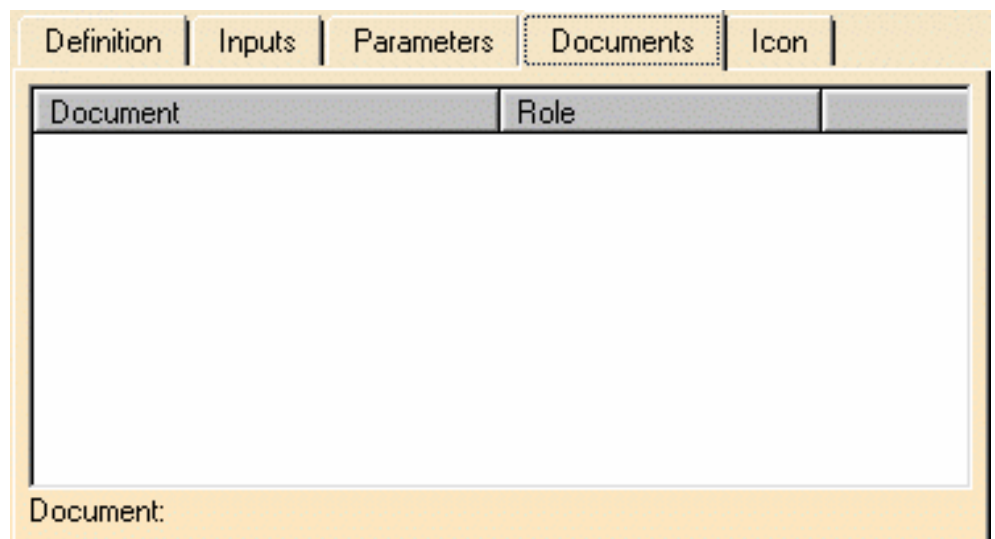 Definition Inputs Parameters Documents Icon
Document Role
Document: